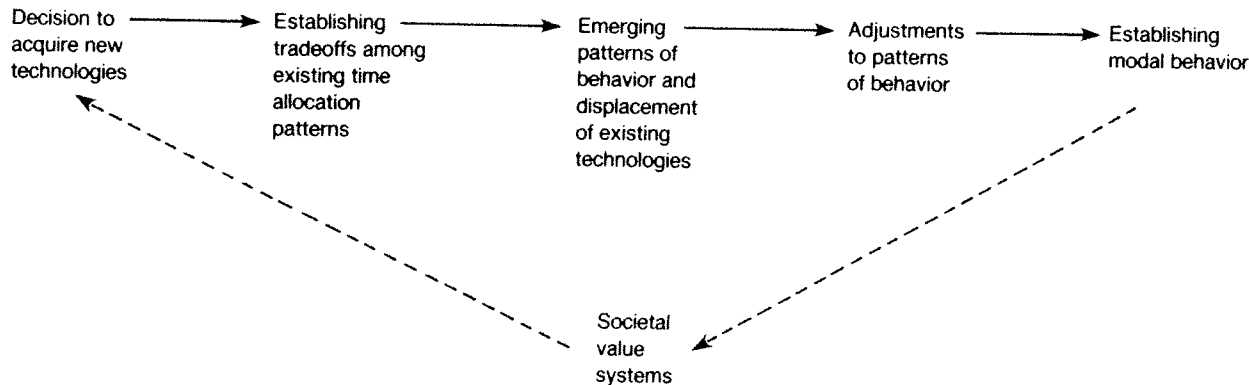 Decision to
acquire new
technologies
Establishing
tradeoffs among
existing time
allocation
patterns
Emerging
patterns of
behavior and
displacement
of existing
technologies
Adjustments
to patterns
of behavior
Establishing
modal behavior
Societal
value
systems